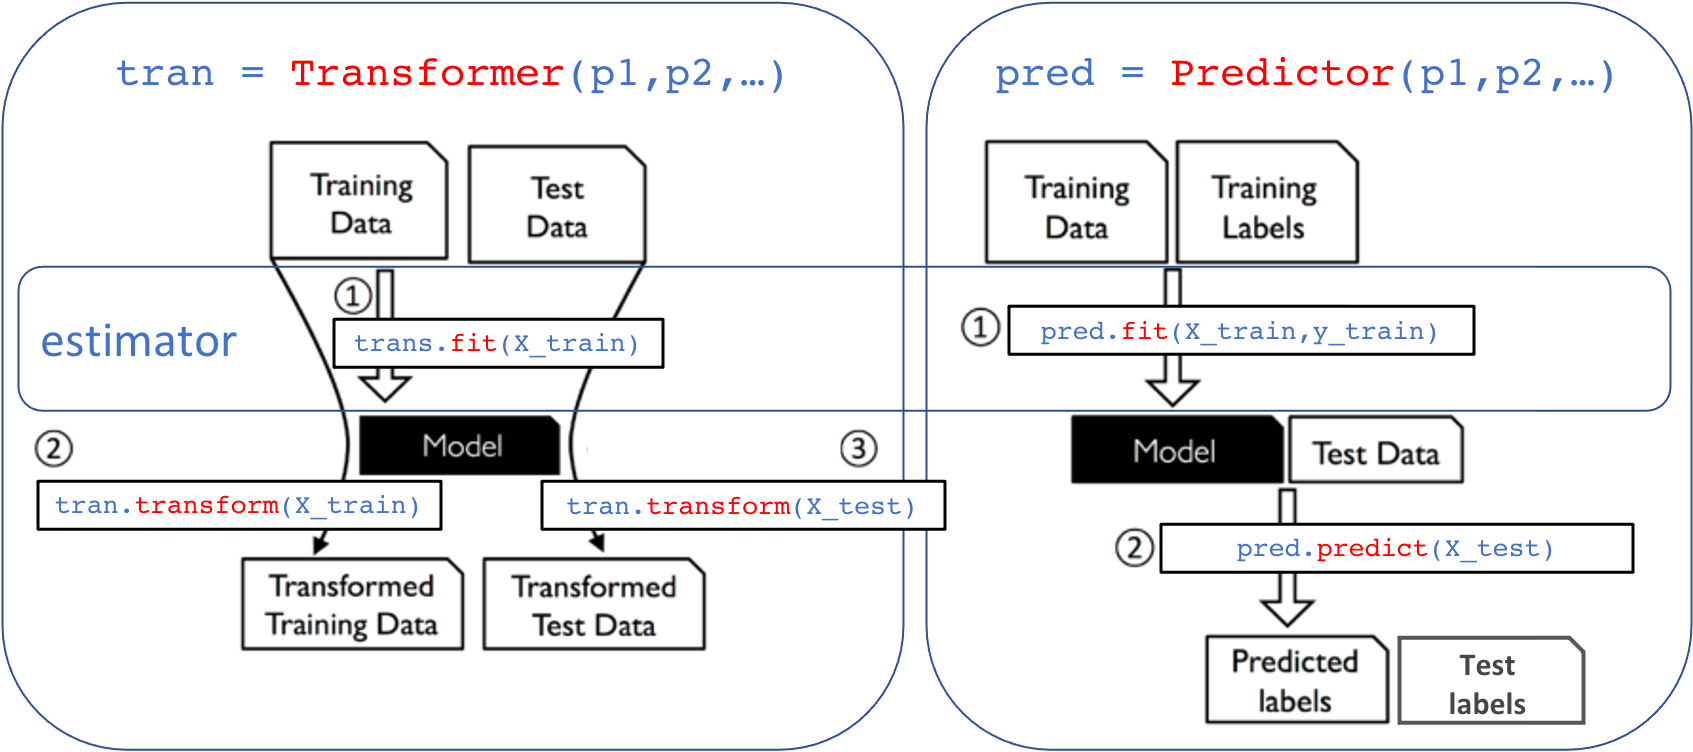 tran = Transformer(p1,p2,…)
Training
Data
Test
Data
estimator
①
trans.fit(X_train)
Model
②
tran.transform(X_train)
③
tran.transform(X_test)
Transformed
Training Data
Transformed
Test Data
pred = Predictor(p1,p2,…)
Training
Data
Training
Labels
①
pred.fit(X_train,y_train)
Model
Test Data
②
pred.predict(X_test)
Predicted
labels
Test
labels